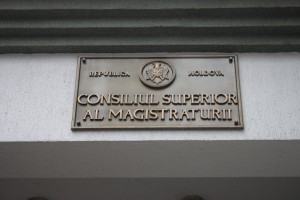 REPUBLICA MOLDOVA
CONSILIUL SUPERIOR
AL MAGISTRATURII